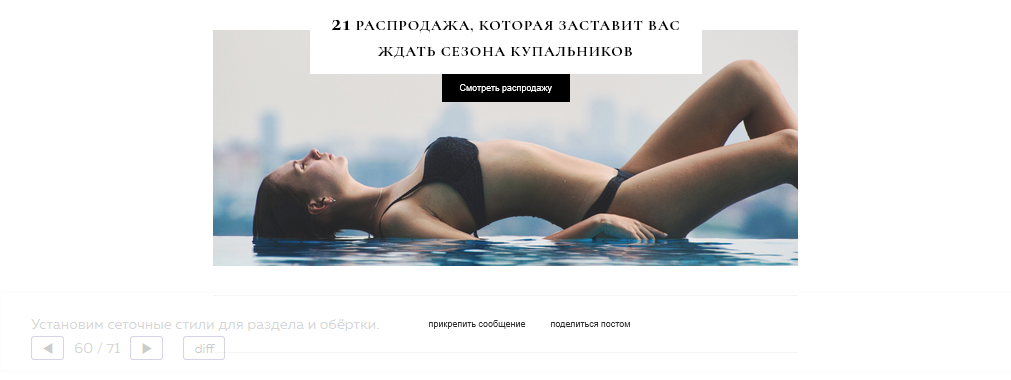 21 РАСПРОДАЖА, КОТОРАЯ ЗАСТАВИТ ВАС
ЖДАТЬ СЕЗОНА КУПАЛЬНИКОВ
Смотреть распродажу
Установим сеточные стили для раздела и обёртки.
прикрепить сообщение
поделиться постом
60 / 71
diff